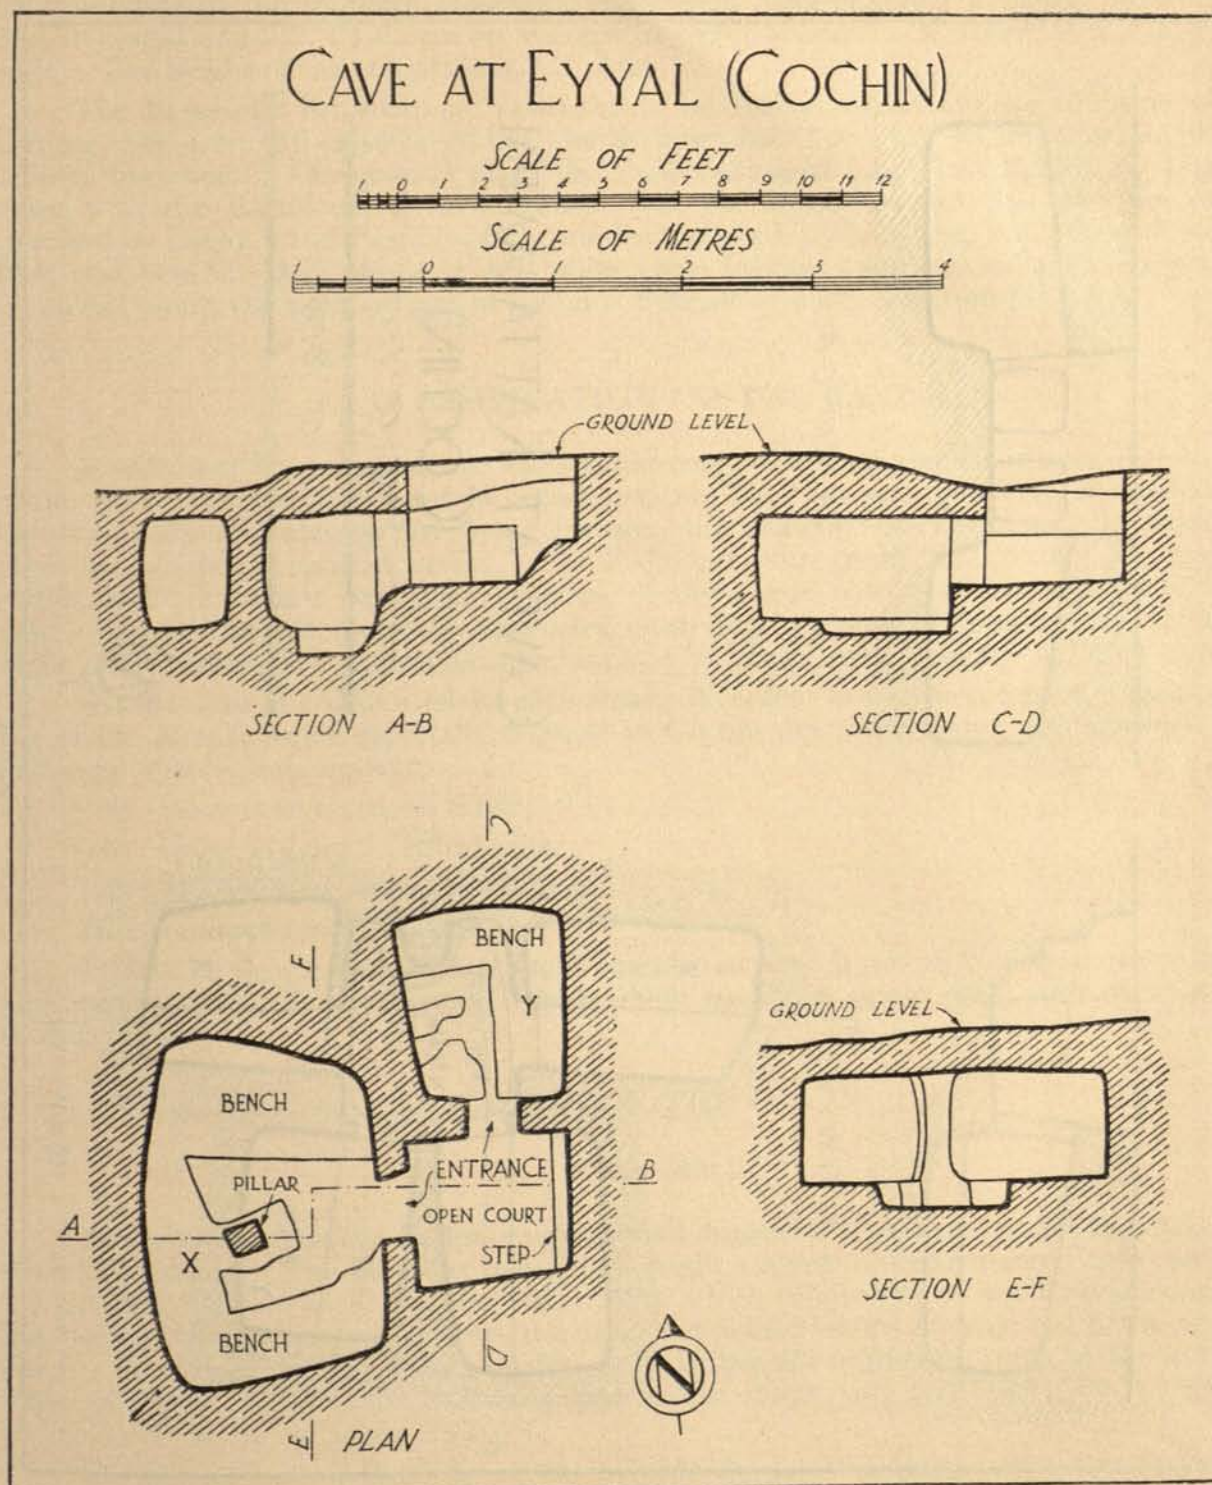 CAVE AT EYYAL (COCHIN)
SCALE OF FEET
1 0 1 2 3 4 5 6 7 8 9 10 11 12
SCALE OF METRES
1 0 1 2 3 4
GROUND LEVEL
SECTION A-B
SECTION C-D
C
F
BENCH
Y
BENCH
PILLAR
ENTRANCE
B
A
OPEN COURT
X
STEP
BENCH
D
E
PLAN
N
GROUND LEVEL
SECTION E-F